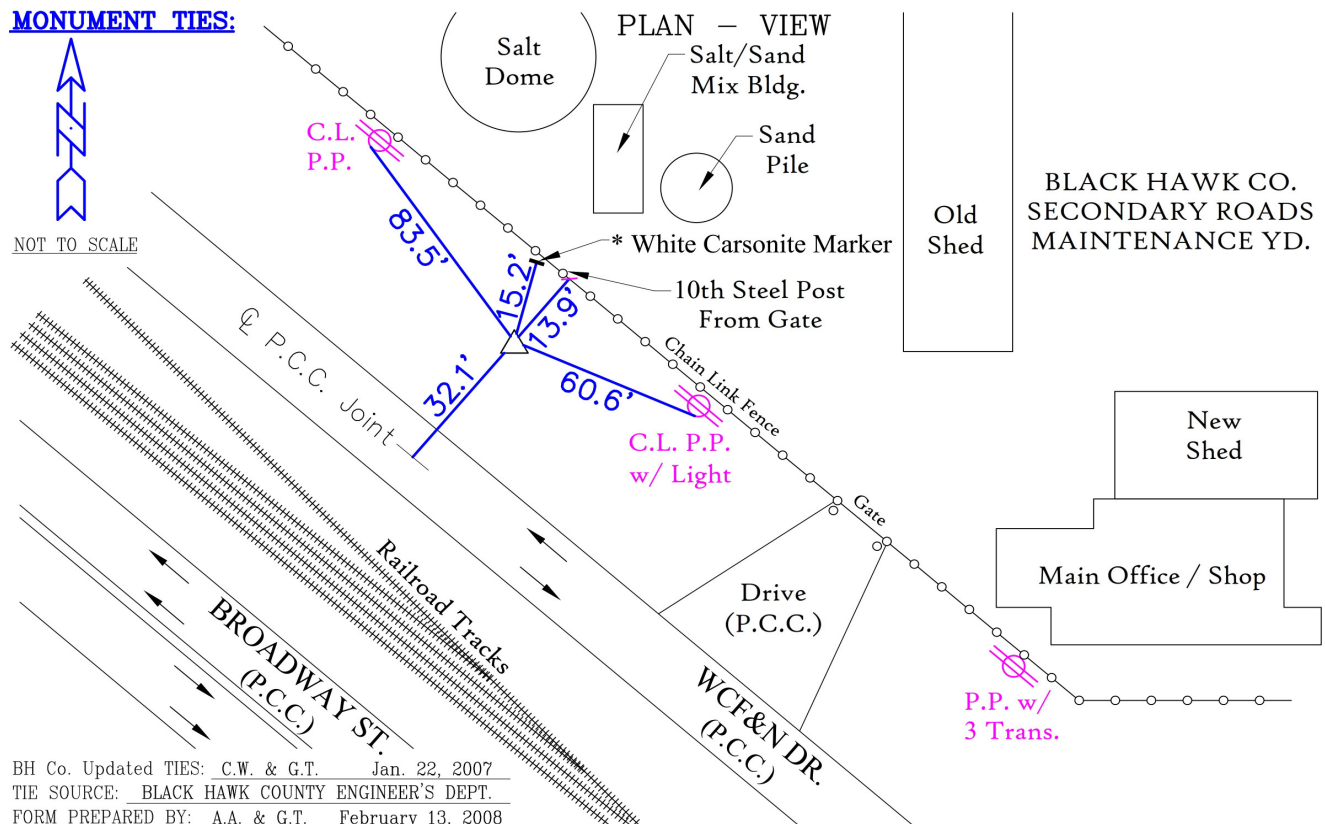 MONUMENT TIES:
PLAN – VIEW
NOT TO SCALE
Salt
Dome
Salt/Sand
Mix Bldg.
Sand
Pile
C.L.
P.P.
Old
Shed
BLACK HAWK CO.
SECONDARY ROADS
MAINTENANCE YD.
* White Carsonite Marker
10th Steel Post
From Gate
83.5'
15.2'
13.9'
32.1'
60.6'
℄ P.C.C. Joint
Chain Link Fence
C.L. P.P.
w/ Light
Gate
New
Shed
Main Office / Shop
Drive
(P.C.C.)
Railroad Tracks
BROADWAY ST.
(P.C.C.)
WCF&N DR.
(P.C.C.)
P.P. w/
3 Trans.
BH Co. Updated TIES: C.W. & G.T. Jan. 22, 2007
TIE SOURCE: BLACK HAWK COUNTY ENGINEER'S DEPT.
FORM PREPARED BY: A.A. & G.T. February 13, 2008